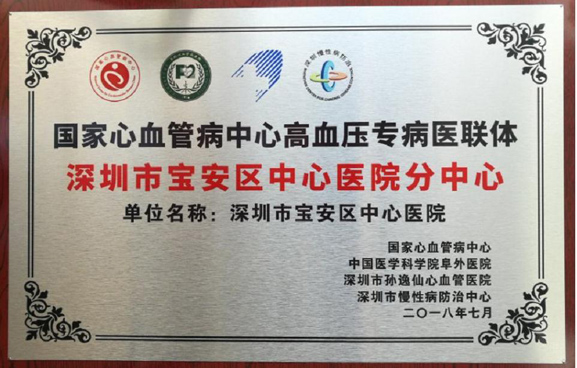 国家心血管病中心高血压专病医联体
深圳市宝安区中心医院分中心
单位名称：深圳市宝安区中心医院
国家心血管病中心
中国医学科学院阜外医院
深圳市孙逸仙心血管医院
深圳市慢性病防治中心
二〇一八年七月